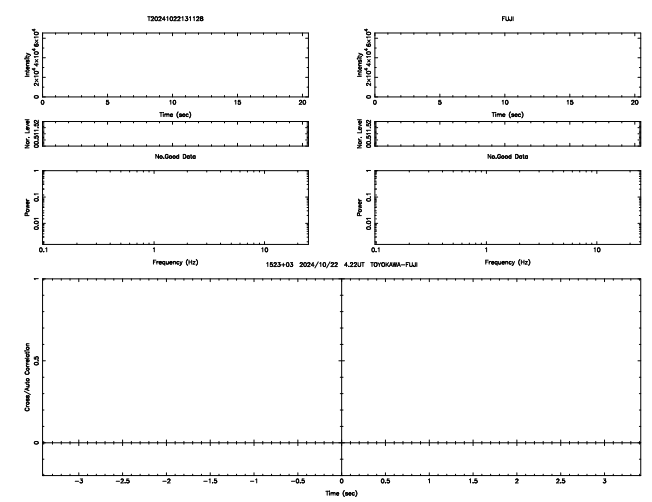 T20241022131128
FUJI
Intensity
0 2×10⁴ 4×10⁴ 6×10⁴
0 5 10 15 20
Time (sec)
Intensity
0 2×10⁴ 4×10⁴ 6×10⁴
0 5 10 15 20
Time (sec)
Nor. Level
00.511.52
Nor. Level
00.511.52
No.Good Data
No.Good Data
Power
0.01 0.1 1
0.1 1 10
Frequency (Hz)
Power
0.01 0.1 1
0.1 1 10
Frequency (Hz)
1523+03 2024/10/22 4.22UT TOYOKAWA-FUJI
Cross/Auto Correlation
0 0.5 1
-3 -2.5 -2 -1.5 -1 -0.5 0 0.5 1 1.5 2 2.5 3
Time (sec)